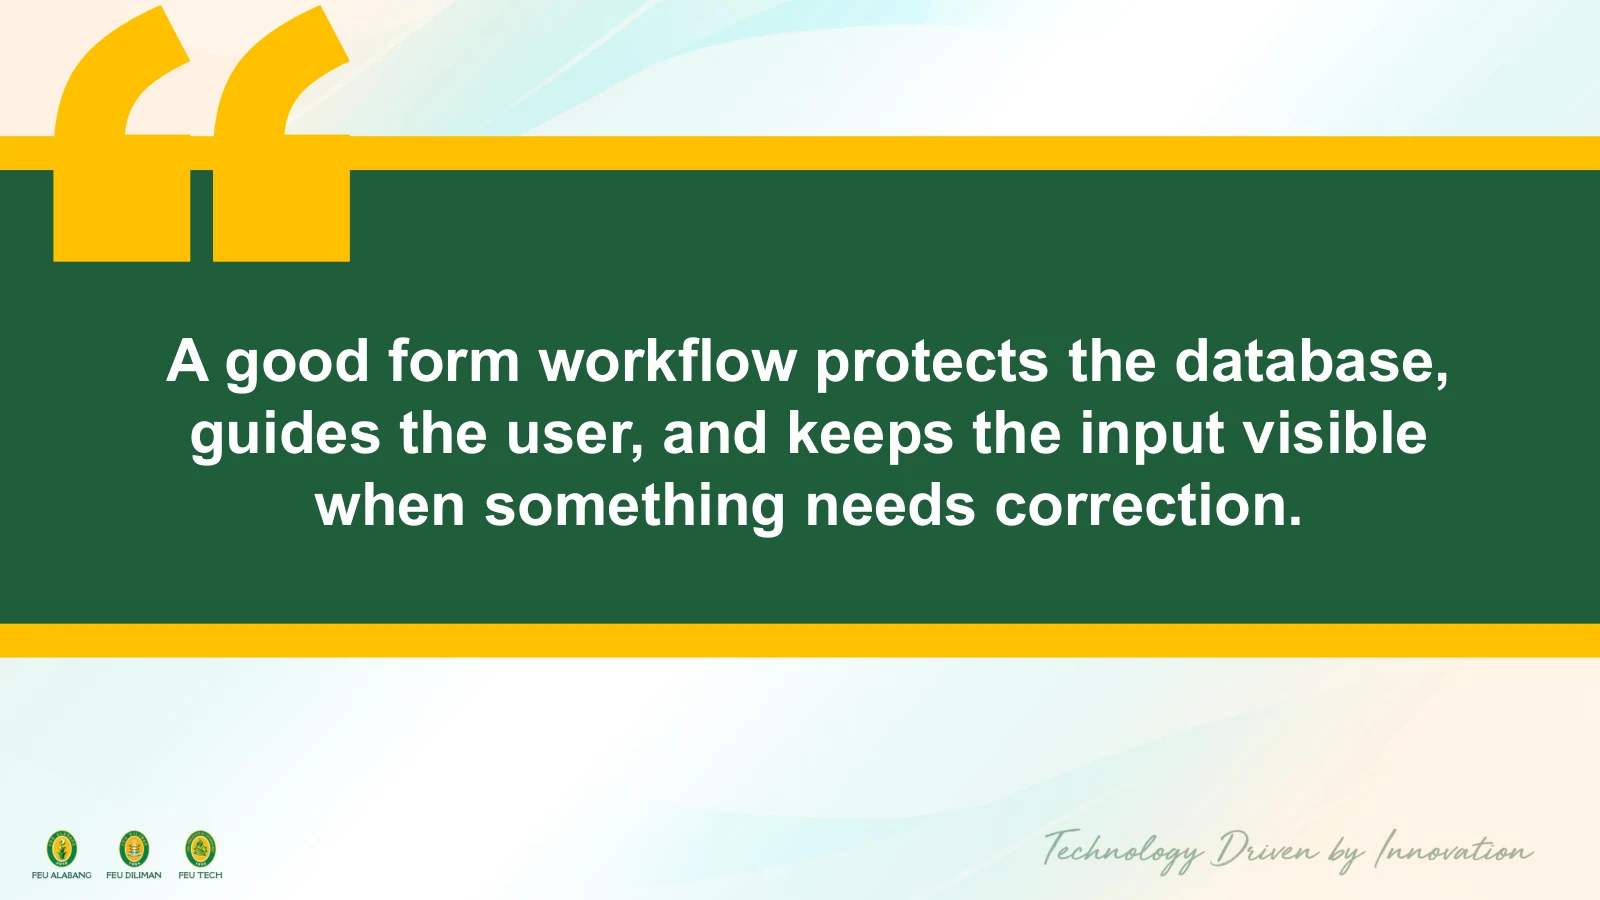 A good form workflow protects the database,
guides the user, and keeps the input visible
when something needs correction.
FEU ALABANG
FEU DILIMAN
FEU TECH
Technology Driven by Innovation